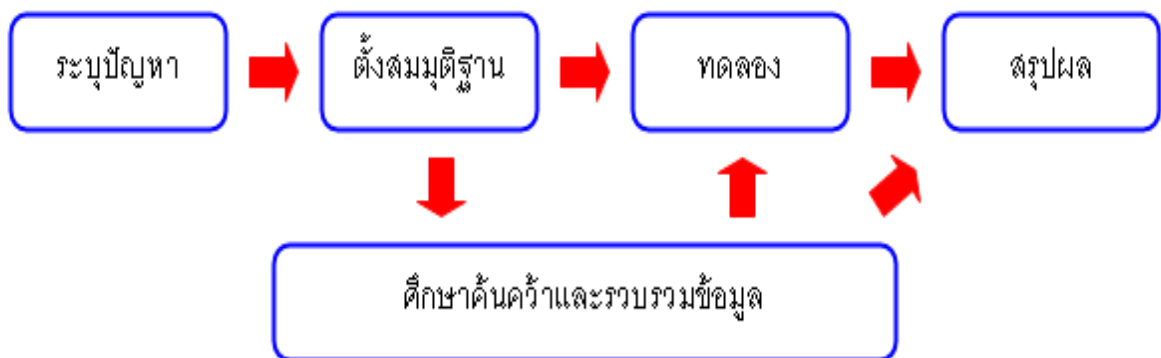 ระบุปัญหา
ตั้งสมมุติฐาน
ทดลอง
สรุปผล
ศึกษาค้นคว้าและรวบรวมข้อมูล